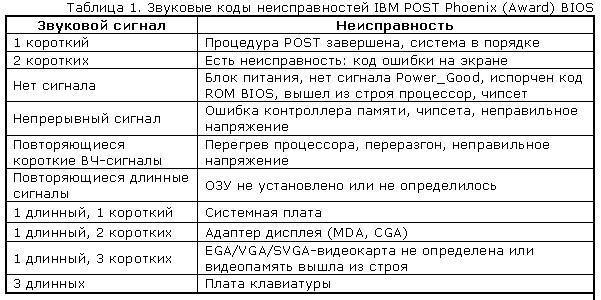 Таблица 1. Звуковые коды неисправностей IBM POST Phoenix (Award) BIOS
Звуковой сигнал Неисправность
1 короткий Процедура POST завершена, система в порядке
2 коротких Есть неисправность: код ошибки на экране
Нет сигнала Блок питания, нет сигнала Power_Good, испорчен код
ROM BIOS, вышел из строя процессор, чипсет
Непрерывный сигнал Ошибка контроллера памяти, чипсета, неправильное
напряжение
Повторяющиеся
короткие ВЧ-сигналы Перегрев процессора, переразгон, неправильное
напряжение
Повторяющиеся длинные
сигналы ОЗУ не установлено или не определилось
1 длинный, 1 короткий Системная плата
1 длинный, 2 коротких Адаптер дисплея (MDA, CGA)
1 длинный, 3 коротких EGA/VGA/SVGA-видеокарта не определена или
видеопамять вышла из строя
3 длинных Плата клавиатуры